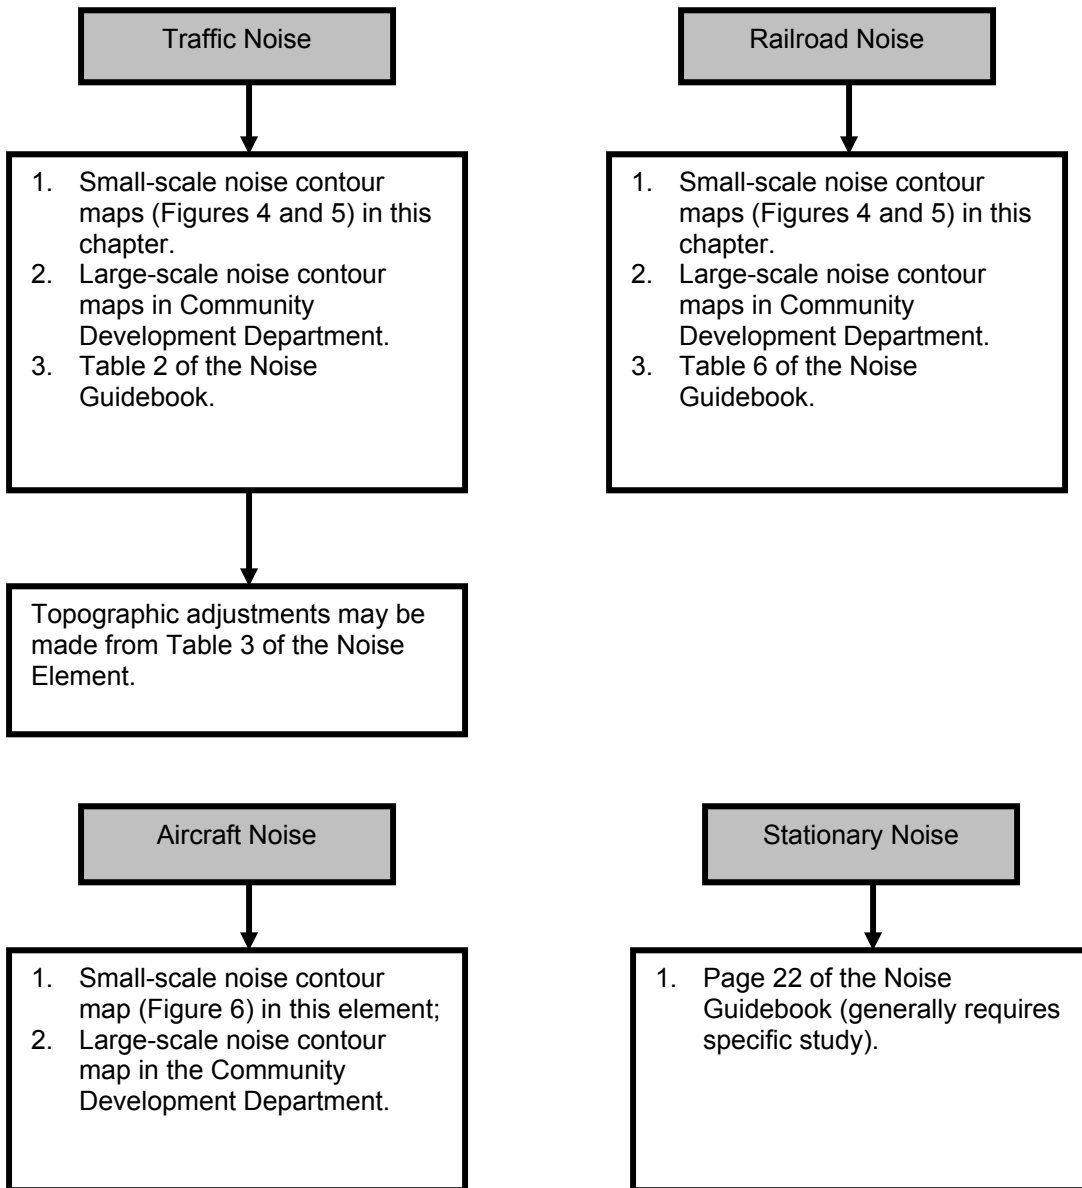 Traffic Noise
1. Small-scale noise contour
maps (Figures 4 and 5) in this
chapter.
2. Large-scale noise contour
maps in Community
Development Department.
3. Table 2 of the Noise
Guidebook.
Topographic adjustments may be
made from Table 3 of the Noise
Element.
Railroad Noise
1. Small-scale noise contour
maps (Figures 4 and 5) in this
chapter.
2. Large-scale noise contour
maps in Community
Development Department.
3. Table 6 of the Noise
Guidebook.
Aircraft Noise
1. Small-scale noise contour
map (Figure 6) in this element;
2. Large-scale noise contour
map in the Community
Development Department.
Stationary Noise
1. Page 22 of the Noise
Guidebook (generally requires
specific study).